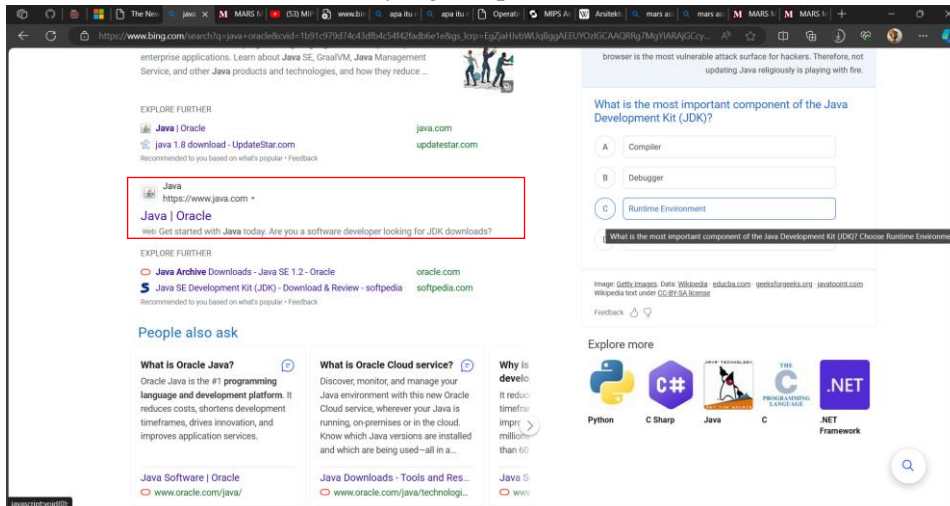 The New
java
M MARS M
(53) MIF
www.bin
apa itu r
apa itu r
Operati
MIPS As
Arsitekt
mars as
mars as
M MARS M
M MARS M
enterprise applications. Learn about Java SE, GraalVM, Java Management
Service, and other Java products and technologies, and how they reduce ...
EXPLORE FURTHER
Java | Oracle java.com
java 1.8 download - UpdateStar.com updatestar.com
Recommended to you based on what's popular • Feedback
Java
https://www.java.com
Java | Oracle
Web Get started with Java today. Are you a software developer looking for JDK downloads?
EXPLORE FURTHER
Java Archive Downloads - Java SE 1.2 - Oracle oracle.com
Java SE Development Kit (JDK) - Download & Review - softpedia softpedia.com
Recommended to you based on what's popular • Feedback
People also ask
What is Oracle Java?
Oracle Java is the #1 programming
language and development platform. It
reduces costs, shortens development
timeframes, drives innovation, and
improves application services.
Java Software | Oracle
www.oracle.com/java/
What is Oracle Cloud service?
Discover, monitor, and manage your
Java environment with this new Oracle
Cloud service, wherever your Java is
running, on-premises or in the cloud.
Know which Java versions are installed
and which are being used—all in a...
Java Downloads - Tools and Res...
www.oracle.com/java/technologi...
Why is
develo
It reduc
timefra
impro
million
than 60
Java S
www
browser is the most vulnerable attack surface for hackers. Therefore, not
updating Java religiously is playing with fire.
What is the most important component of the Java
Development Kit (JDK)?
A Compiler
B Debugger
C Runtime Environment
What is the most important component of the Java Development Kit (JDK)? Choose Runtime Environme
Image: Getty images. Data: Wikipedia · educba.com · geeksforgeeks.org · javatpoint.com
Wikipedia text under CC-BY-SA license
Feedback
Explore more
C#
JAVA TECHNOLOGY
THE
C
PROGRAMMING
LANGUAGE
.NET
Python
C Sharp
Java
C
.NET
Framework
javascript:void(0);